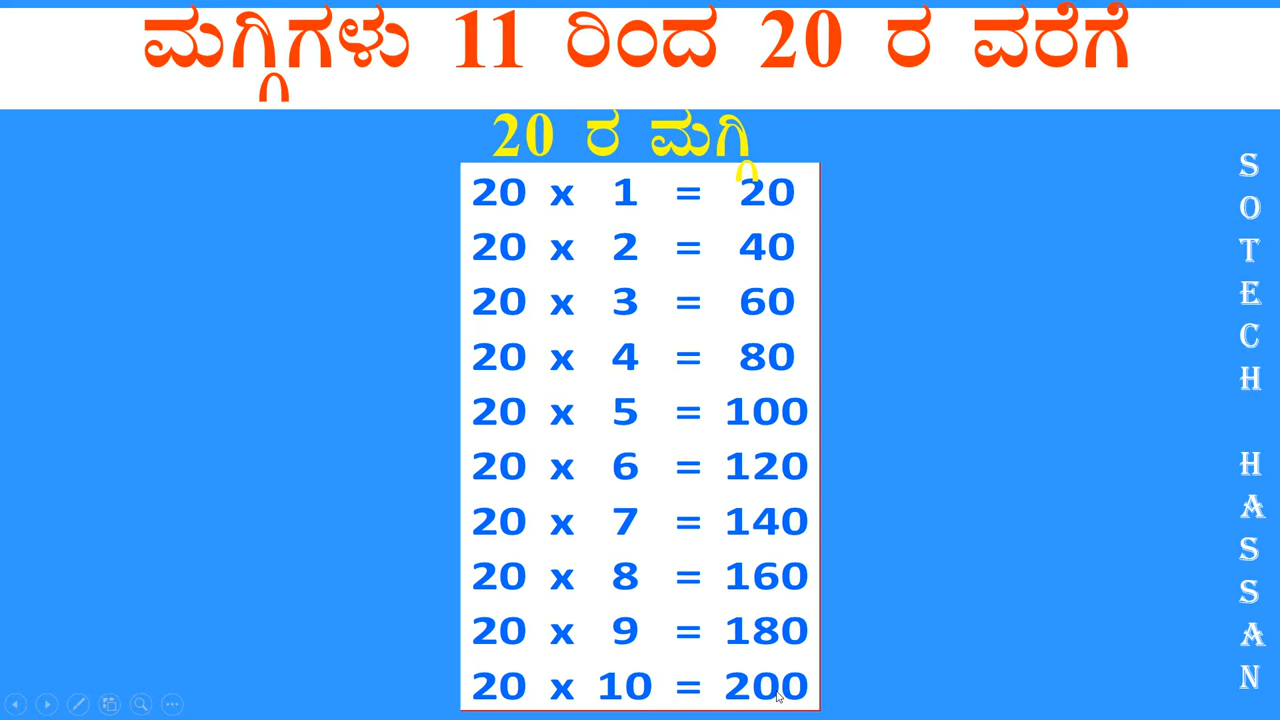 ಮಗ್ಗಿಗಳು 11 ರಿಂದ 20 ರ ವರೆಗೆ
20 ರ ಮಗ್ಗಿ
20 x 1 = 20
20 x 2 = 40
20 x 3 = 60
20 x 4 = 80
20 x 5 = 100
20 x 6 = 120
20 x 7 = 140
20 x 8 = 160
20 x 9 = 180
20 x 10 = 200
SOTECH HASSAN